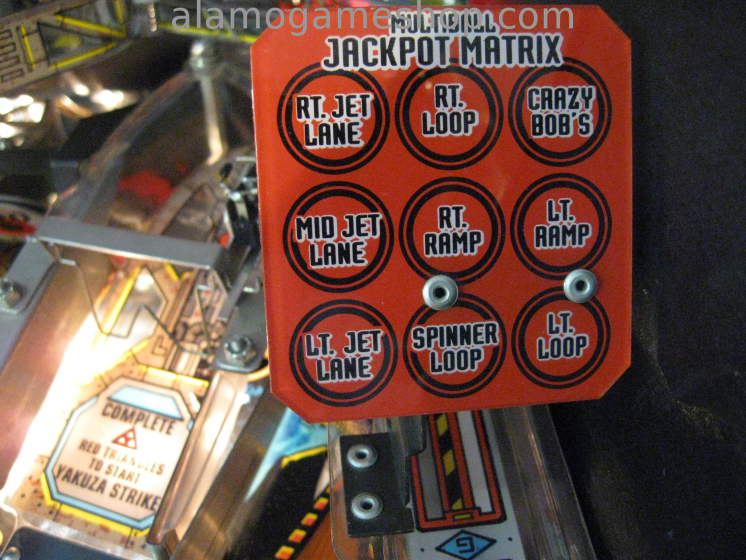 alamogameshop.com
MULTIBALL
JACKPOT MATRIX
RT. JET
LANE
RT.
LOOP
CRAZY
BOB'S
MID JET
LANE
RT.
RAMP
LT.
RAMP
LT. JET
LANE
SPINNER
LOOP
LT.
LOOP
COMPLETE
RED TRIANGLES
TO START
YAKUZA STRIKE